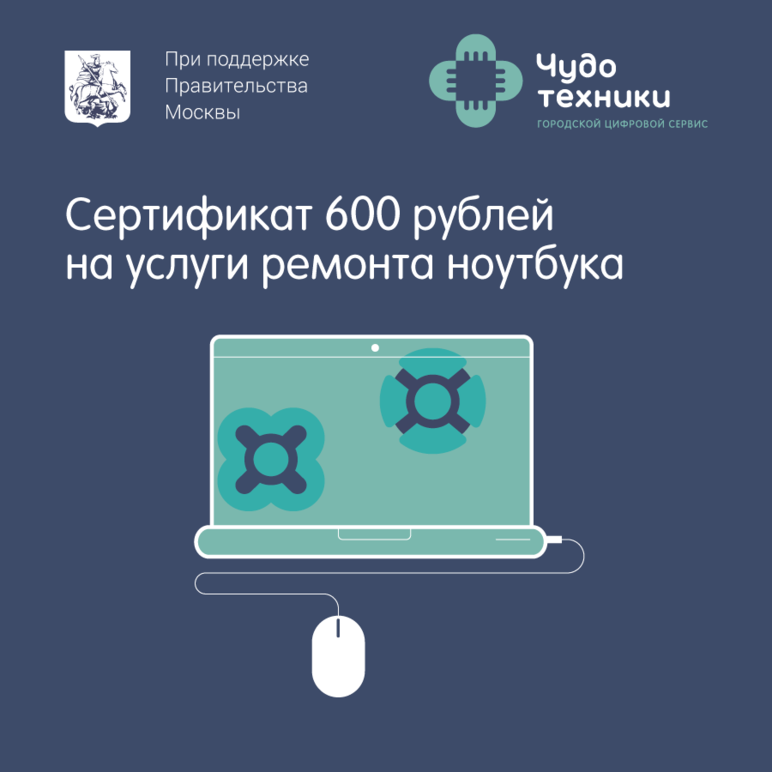 При поддержке
Правительства
Москвы
Чудо
техники
ГОРОДСКОЙ ЦИФРОВОЙ СЕРВИС
Сертификат 600 рублей
на услуги ремонта ноутбука